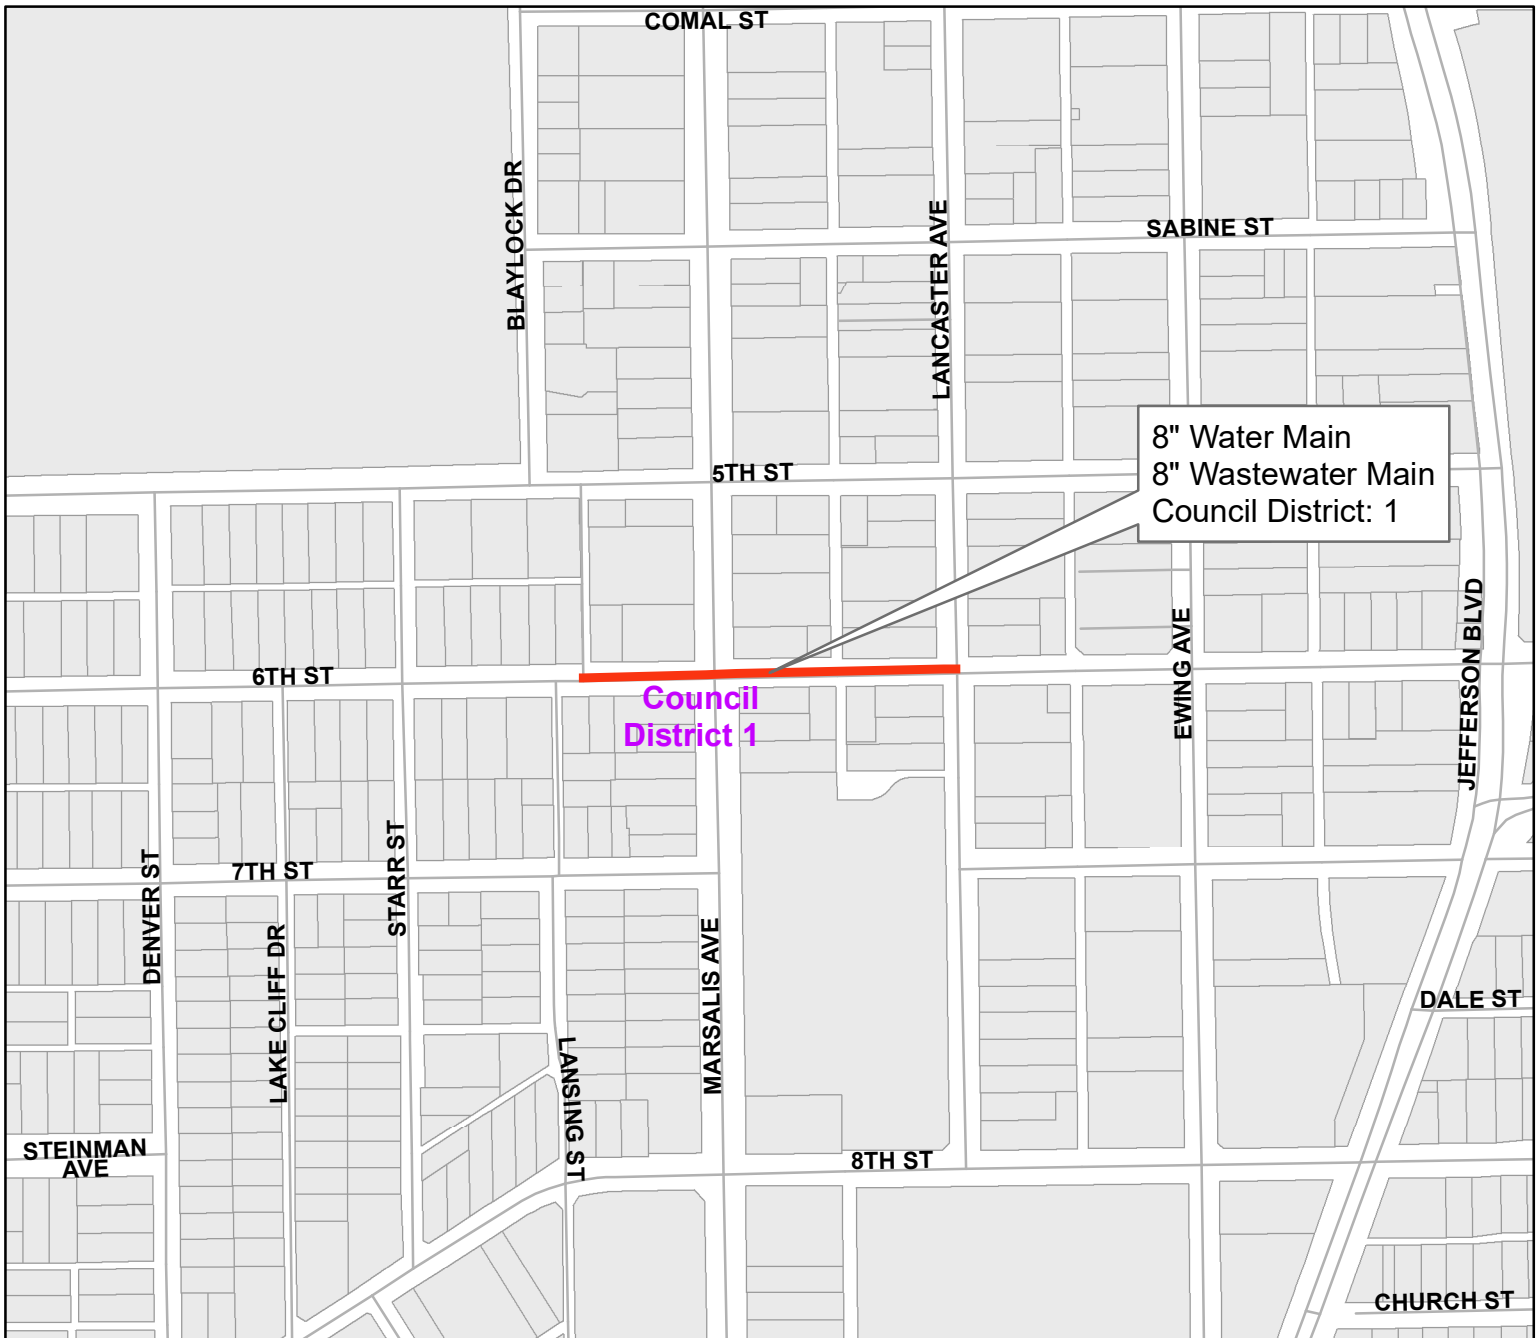 COMAL ST
BLAYLOCK DR
LANCASTER AVE
SABINE ST
8" Water Main
8" Wastewater Main
Council District: 1
5TH ST
6TH ST
Council
District 1
EWING AVE
JEFFERSON BLVD
7TH ST
DENVER ST
STARR ST
LAKE CLIFF DR
MARSALIS AVE
LANSING ST
DALE ST
STEINMAN
AVE
8TH ST
CHURCH ST